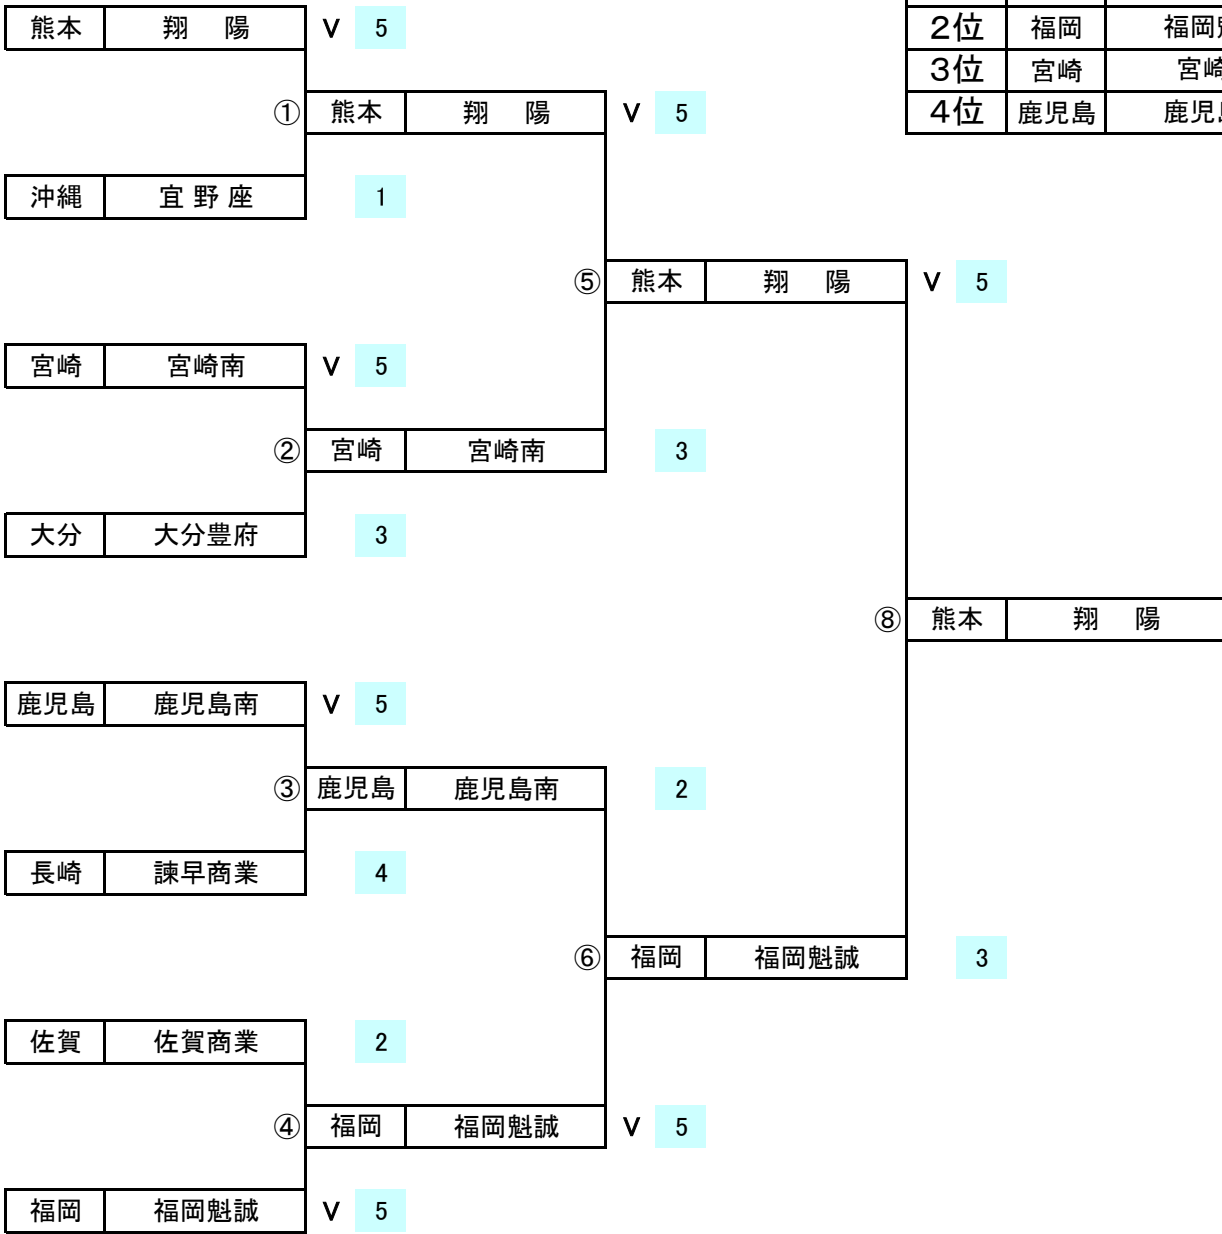 熊本 翔 陽 V 5
2位 福岡 福岡
3位 宮崎 宮
① 熊本 翔 陽 V 5
4位 鹿児島 鹿児
沖縄 宜野座 1
⑤ 熊本 翔 陽 V 5
宮崎 宮崎南 V 5
② 宮崎 宮崎南 3
大分 大分豊府 3
⑧ 熊本 翔 陽
鹿児島 鹿児島南 V 5
③ 鹿児島 鹿児島南 2
長崎 諫早商業 4
⑥ 福岡 福岡魁誠 3
佐賀 佐賀商業 2
④ 福岡 福岡魁誠 V 5
福岡 福岡魁誠 V 5